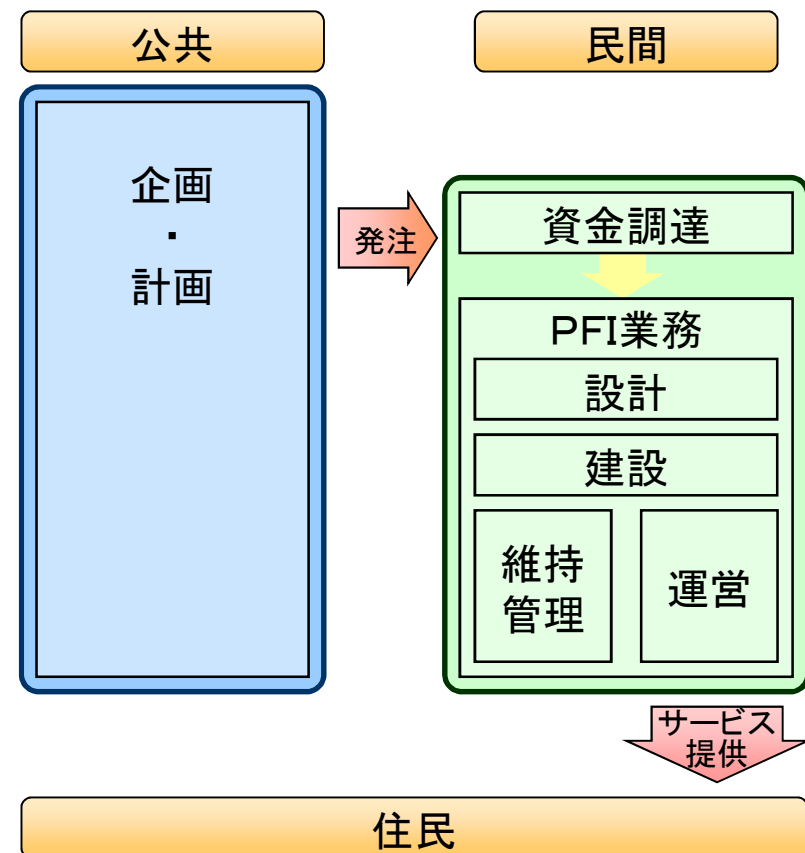 公共
民間
企画
・
計画
発注
資金調達
PFI業務
設計
建設
維持
管理
運営
サービス
提供
住民